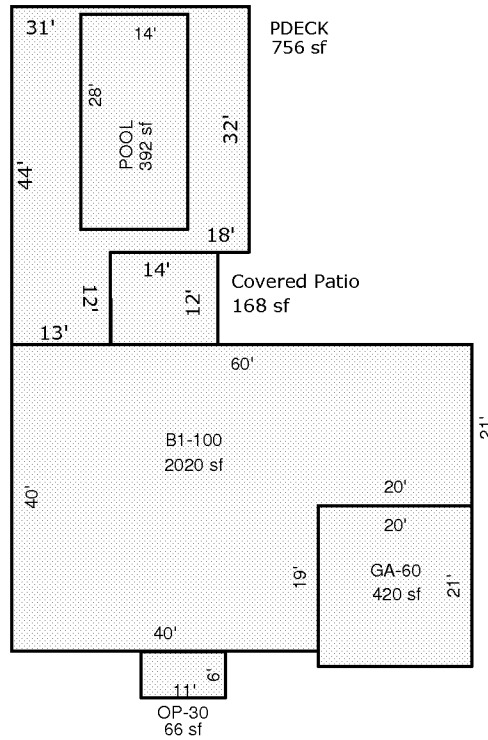 31'
PDECK
756 sf
14'
28'
POOL
392 sf
32'
44'
18'
14'
Covered Patio
168 sf
12'
12'
13'
60'
21'
B1-100
2020 sf
40'
20'
20'
19'
GA-60
420 sf
21'
40'
6'
11'
OP-30
66 sf